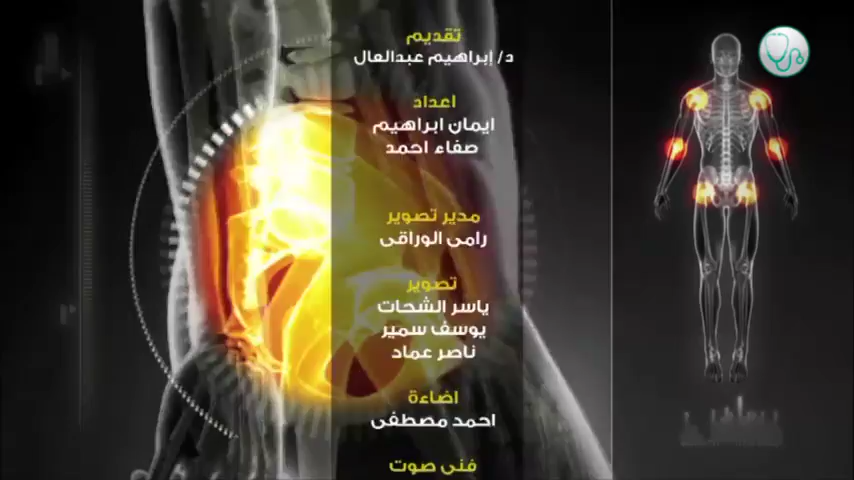 تقديم
د/ إبراهيم عبدالعال
اعداد
ايمان ابراهيم
صفاء احمد
مدير تصوير
رامى الوراقى
تصوير
ياسر الشحات
يوسف سمير
ناصر عماد
اضاءة
احمد مصطفى
فنى صوت